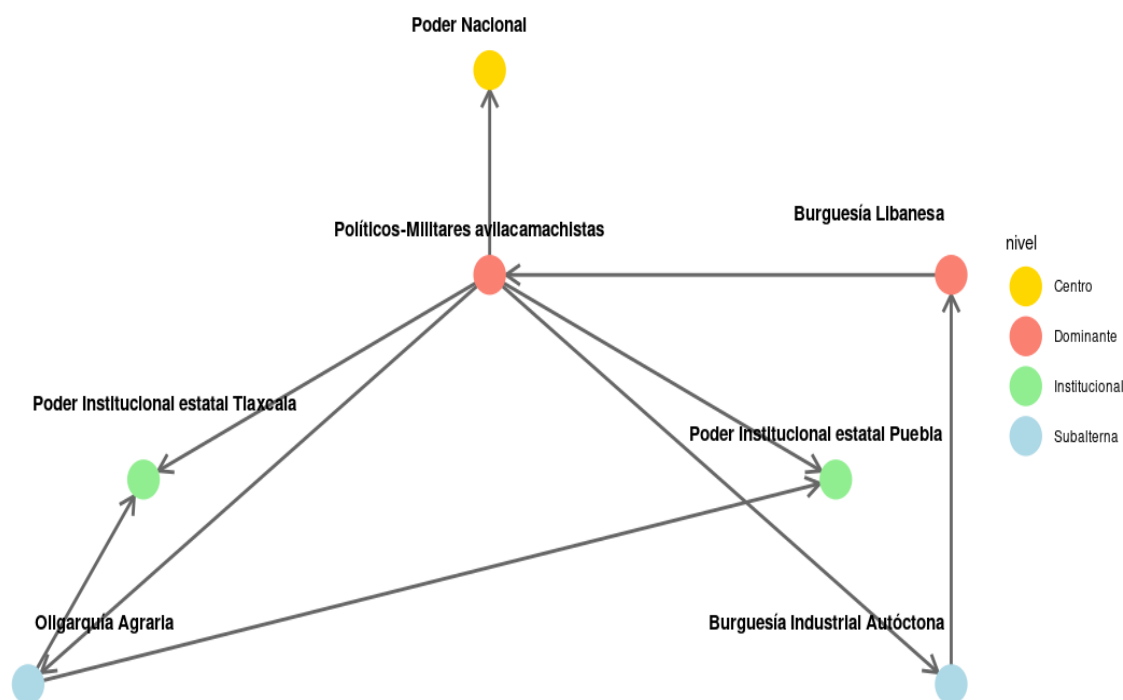 Poder Nacional
Políticos-Militares avilacamachistas
Burguesía Libanesa
nivel
Centro
Dominante
Institucional
Subalterna
Poder Institucional estatal Tlaxcala
Poder Institucional estatal Puebla
Oligarquía Agraria
Burguesía Industrial Autóctona